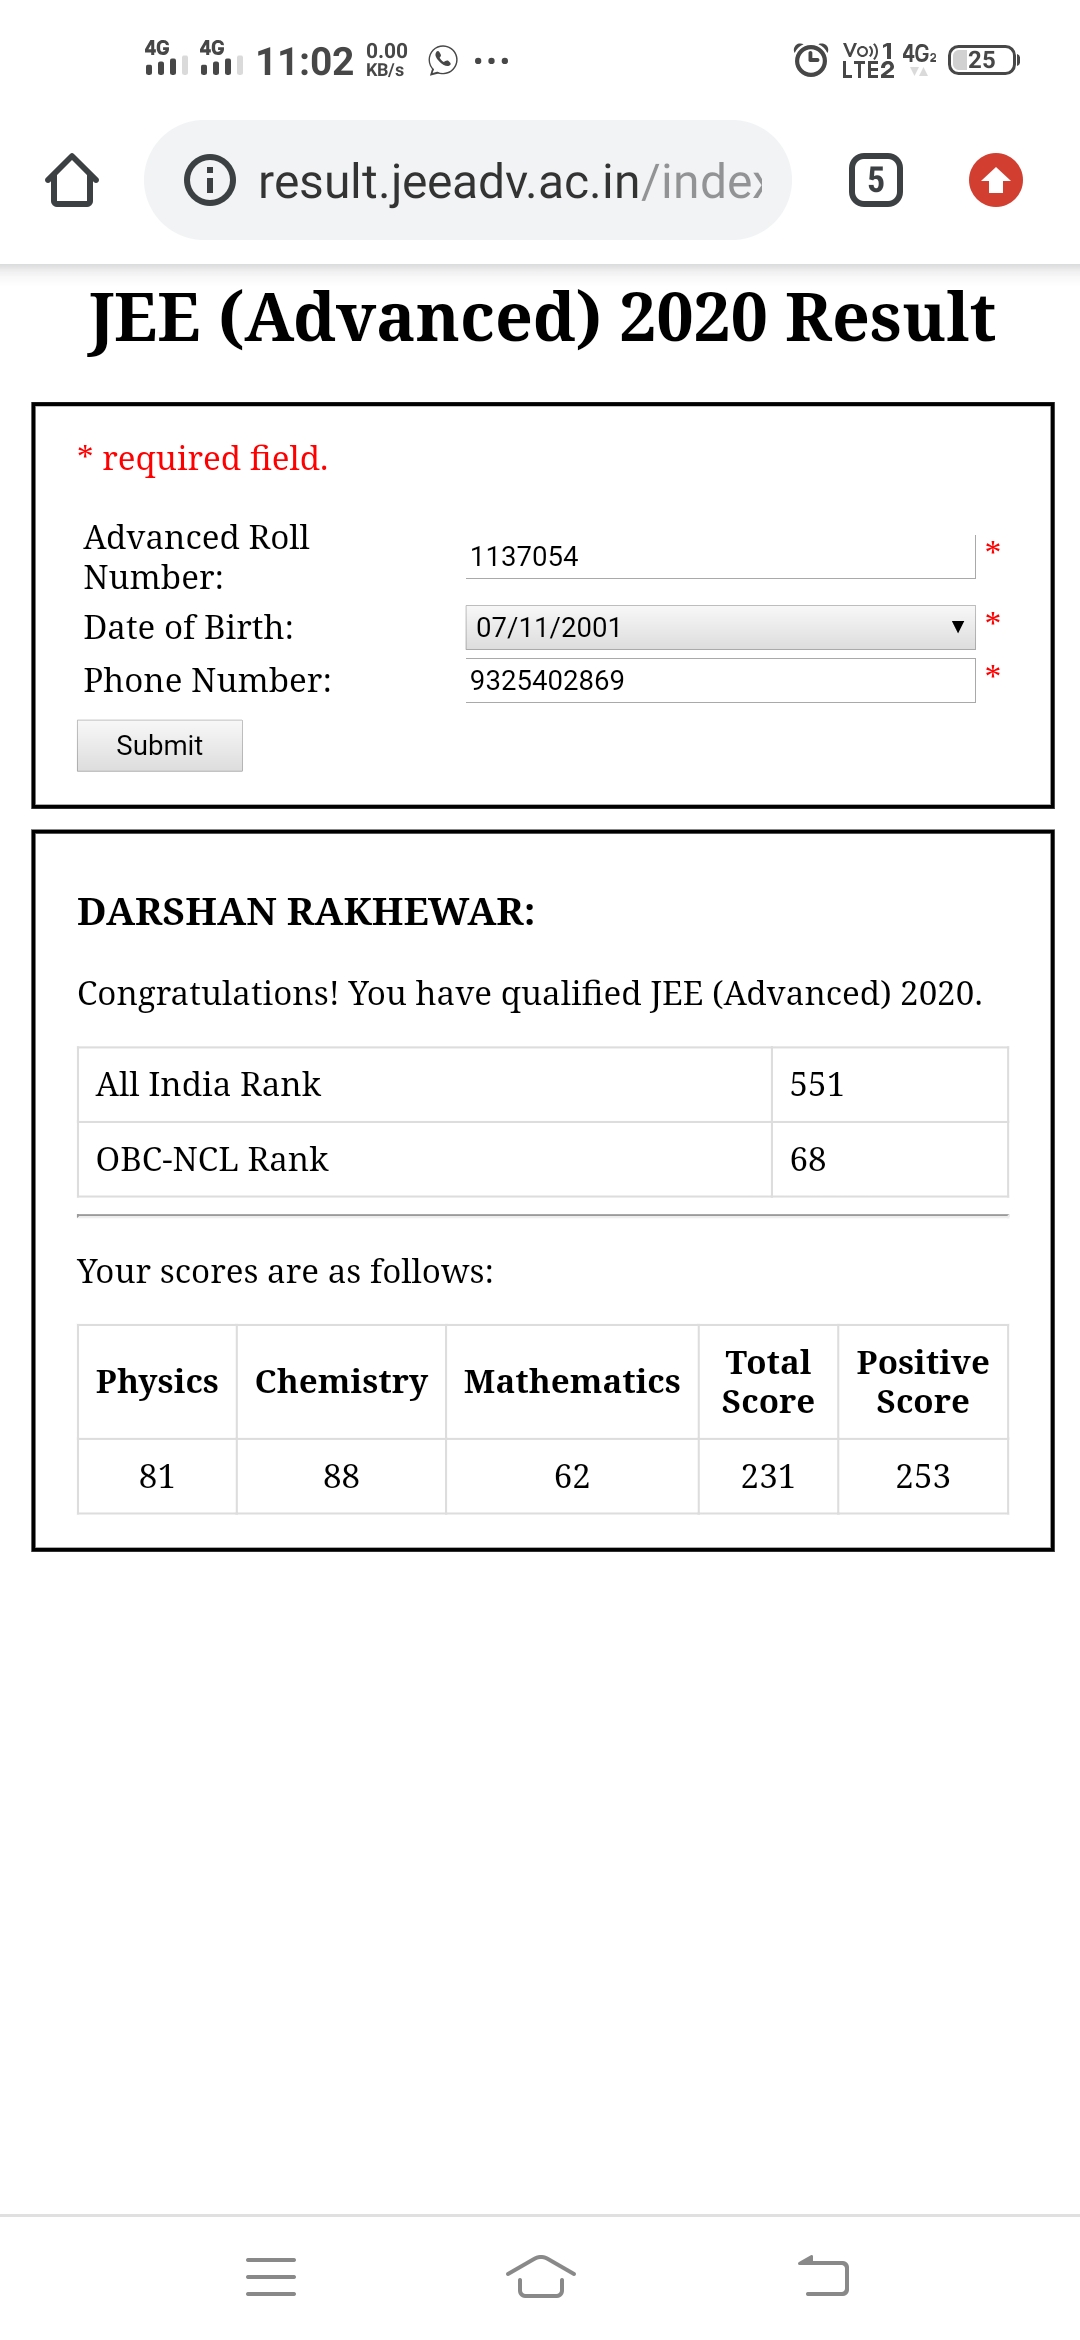 4G 4G 11:02 0.00 KB/s ... Vo)) 1 LTE2 4G2 25
result.jeeadv.ac.in/index
5
JEE (Advanced) 2020 Result
* required field.
Advanced Roll
Number:
1137054 *
Date of Birth: 07/11/2001 *
Phone Number: 9325402869 *
Submit
DARSHAN RAKHEWAR:
Congratulations! You have qualified JEE (Advanced) 2020.
All India Rank 551
OBC-NCL Rank 68
Your scores are as follows:
Physics Chemistry Mathematics Total Score Positive Score
81 88 62 231 253